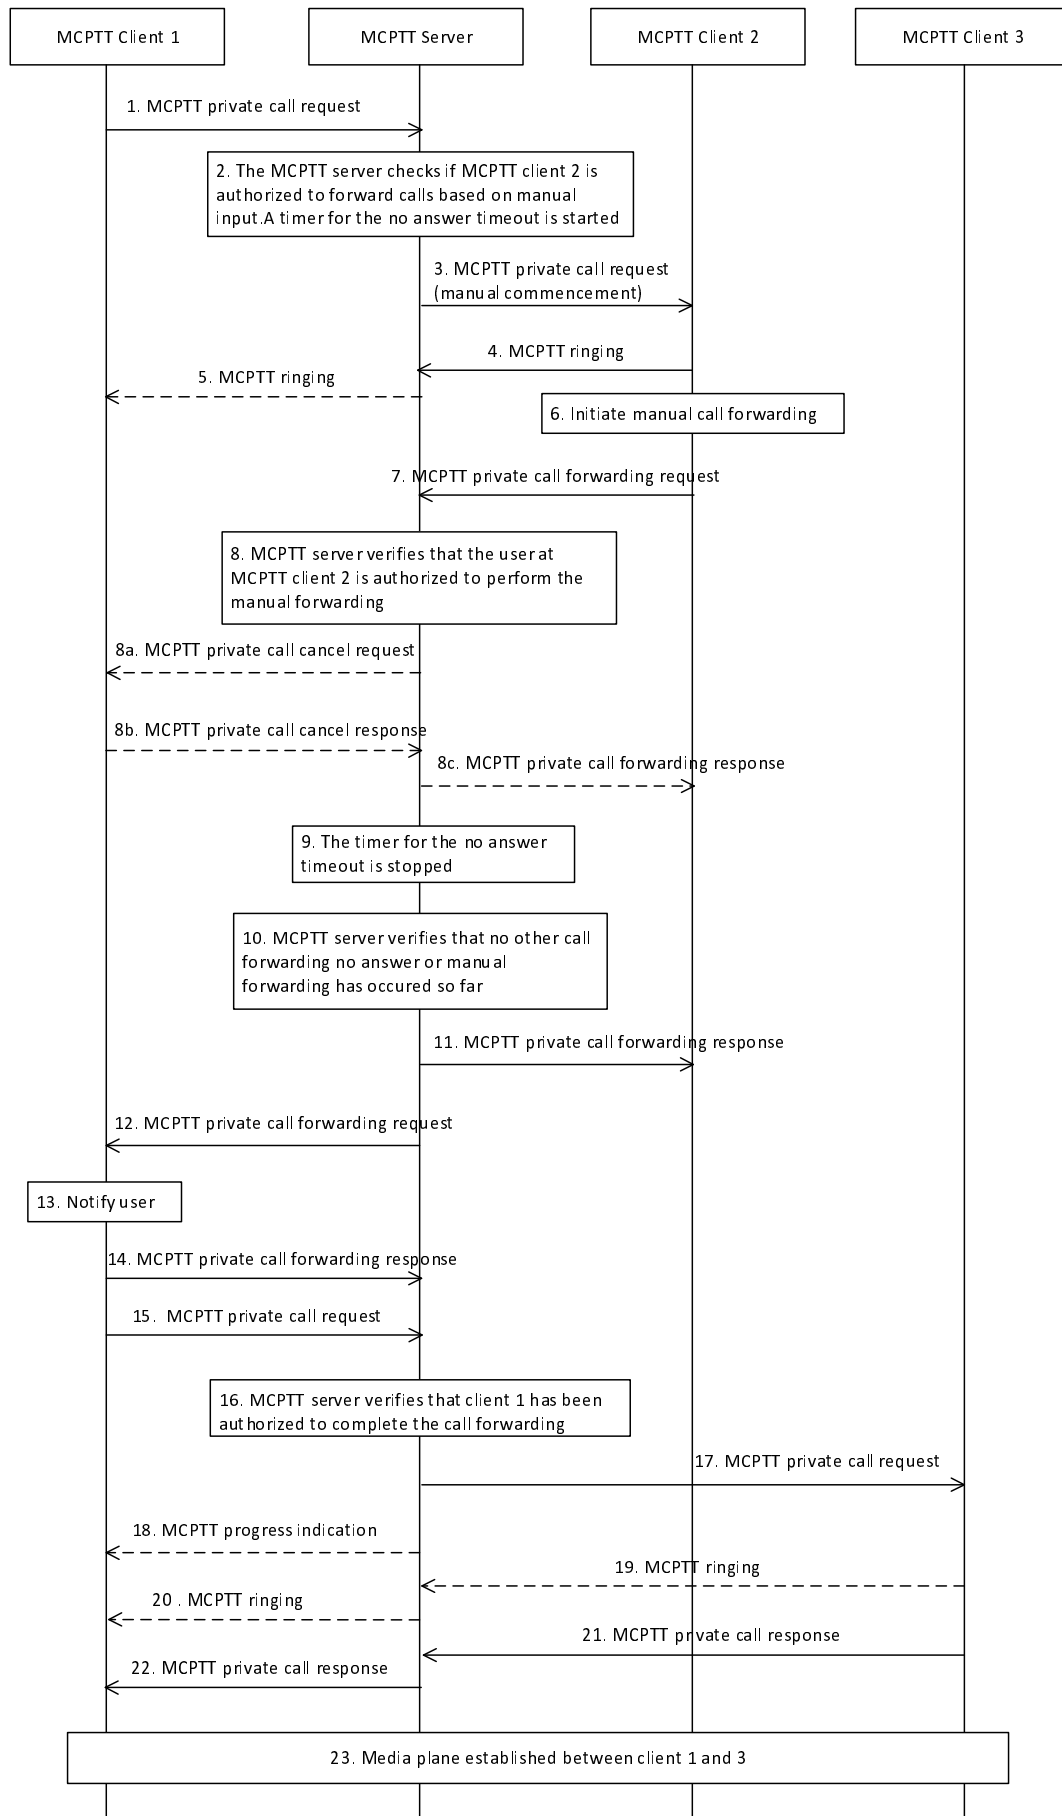 MCPTT Client 1
MCPTT Server
MCPTT Client 2
MCPTT Client 3
1. MCPTT private call request
2. The MCPTT server checks if MCPTT client 2 is
authorized to forward calls based on manual
input.A timer for the no answer timeout is started
3. MCPTT private call request
(manual commencement)
4. MCPTT ringing
5. MCPTT ringing
6. Initiate manual call forwarding
7. MCPTT private call forwarding request
8. MCPTT server verifies that the user at
MCPTT client 2 is authorized to perform the
manual forwarding
8a. MCPTT private call cancel request
8b. MCPTT private call cancel response
8c. MCPTT private call forwarding response
9. The timer for the no answer
timeout is stopped
10. MCPTT server verifies that no other call
forwarding no answer or manual
forwarding has occured so far
11. MCPTT private call forwarding response
12. MCPTT private call forwarding request
13. Notify user
14. MCPTT private call forwarding response
15. MCPTT private call request
16. MCPTT server verifies that client 1 has been
authorized to complete the call forwarding
17. MCPTT private call request
18. MCPTT progress indication
19. MCPTT ringing
20 . MCPTT ringing
21. MCPTT private call response
22. MCPTT private call response
23. Media plane established between client 1 and 3